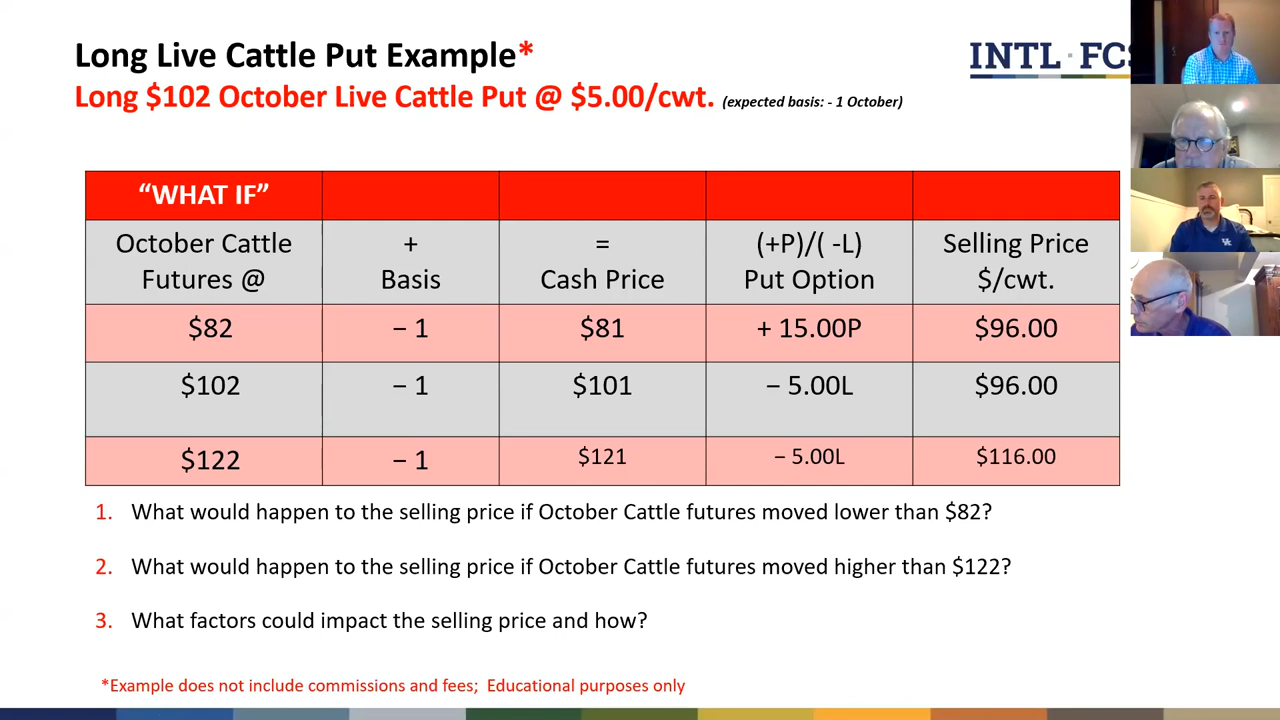 Long Live Cattle Put Example*
INTL FCS
Long $102 October Live Cattle Put @ $5.00/cwt. (expected basis: - 1 October)
“WHAT IF”
October Cattle Futures @
+ Basis
= Cash Price
(+P)/( -L) Put Option
Selling Price $/cwt.
$82 − 1 $81 + 15.00P $96.00
$102 − 1 $101 − 5.00L $96.00
$122 − 1 $121 − 5.00L $116.00
1. What would happen to the selling price if October Cattle futures moved lower than $82?
2. What would happen to the selling price if October Cattle futures moved higher than $122?
3. What factors could impact the selling price and how?
*Example does not include commissions and fees; Educational purposes only